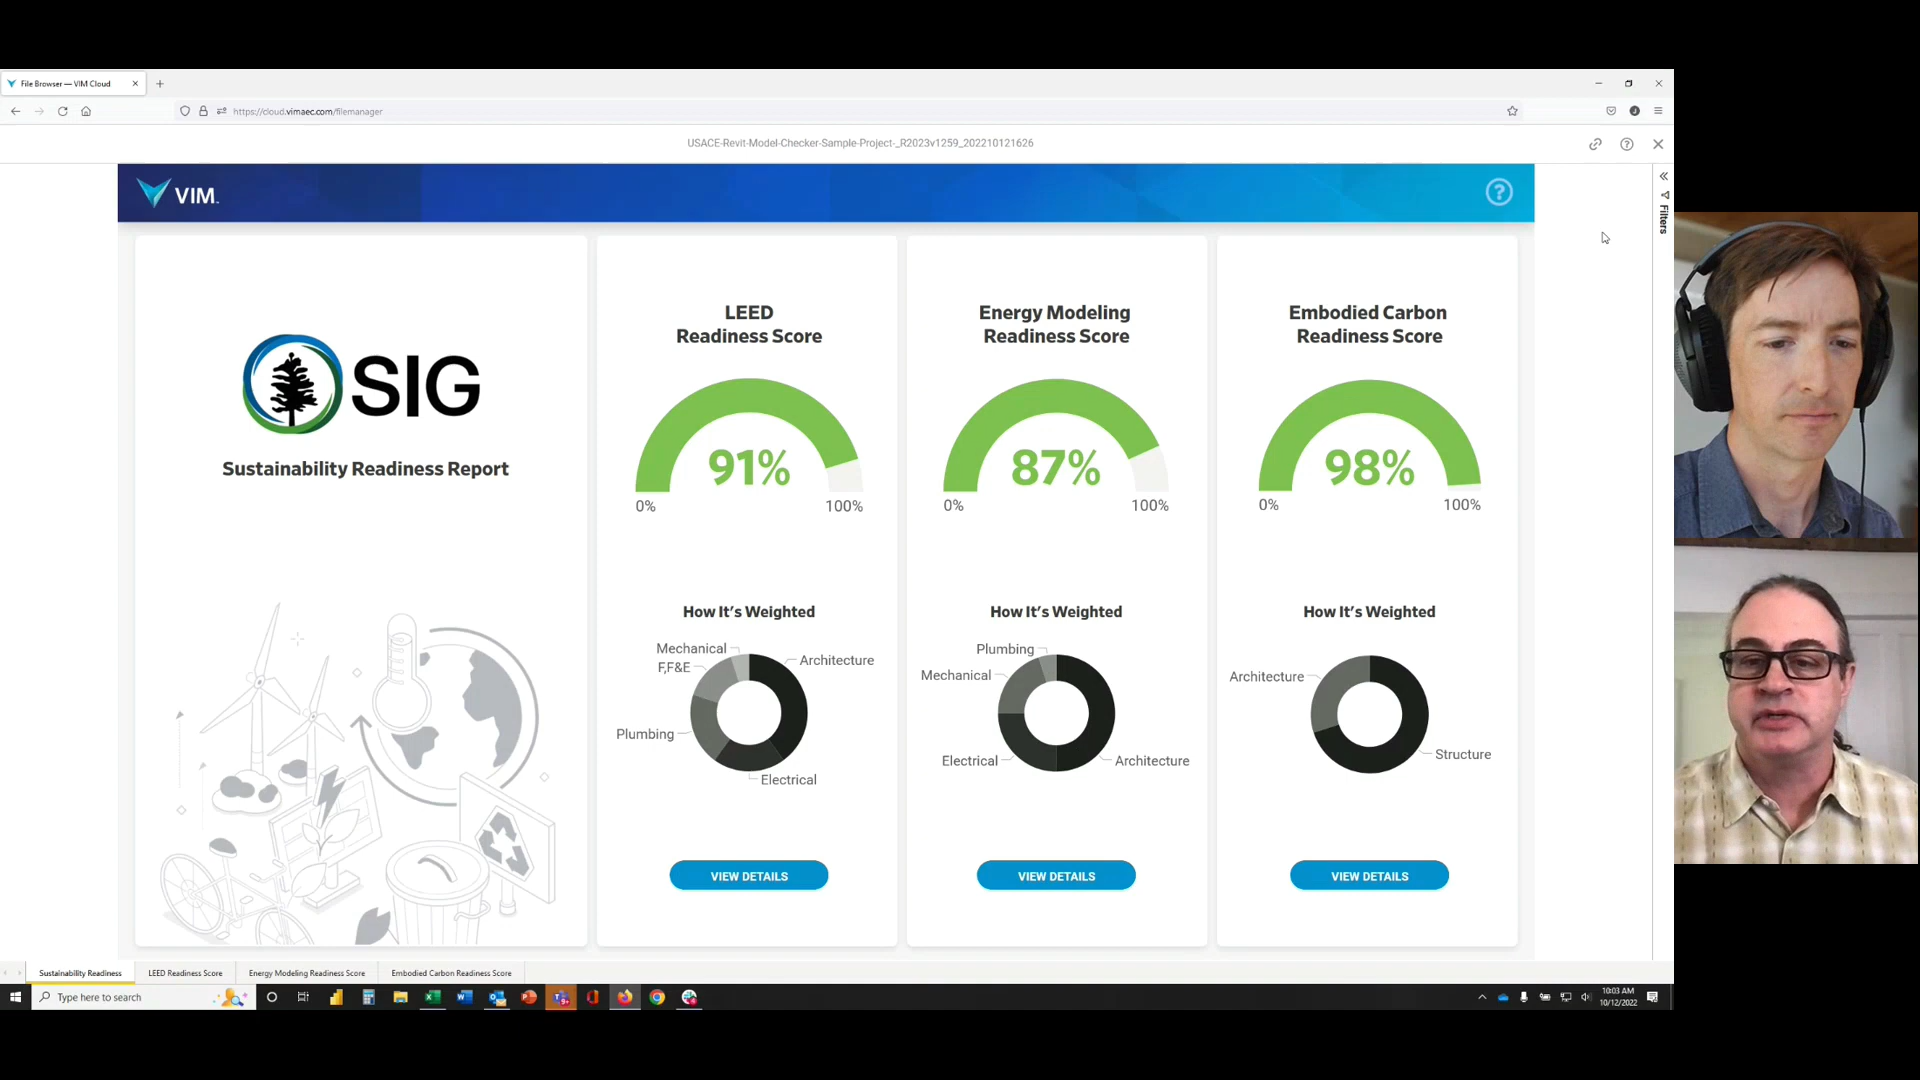 File Browser — VIM Cloud
https://cloud.vimaec.com/filemanager
USACE-Revit-Model-Checker-Sample-Project-_R2023v1259_202210121626
VIM.
?
Filters
SIG
Sustainability Readiness Report
LEED
Readiness Score
91%
0%
100%
How It's Weighted
Mechanical
F,F&E
Architecture
Plumbing
Electrical
VIEW DETAILS
Energy Modeling
Readiness Score
87%
0%
100%
How It's Weighted
Plumbing
Mechanical
Electrical
Architecture
VIEW DETAILS
Embodied Carbon
Readiness Score
98%
0%
100%
How It's Weighted
Architecture
Structure
VIEW DETAILS
Sustainability Readiness
LEED Readiness Score
Energy Modeling Readiness Score
Embodied Carbon Readiness Score
Type here to search
10:03 AM
10/12/2022